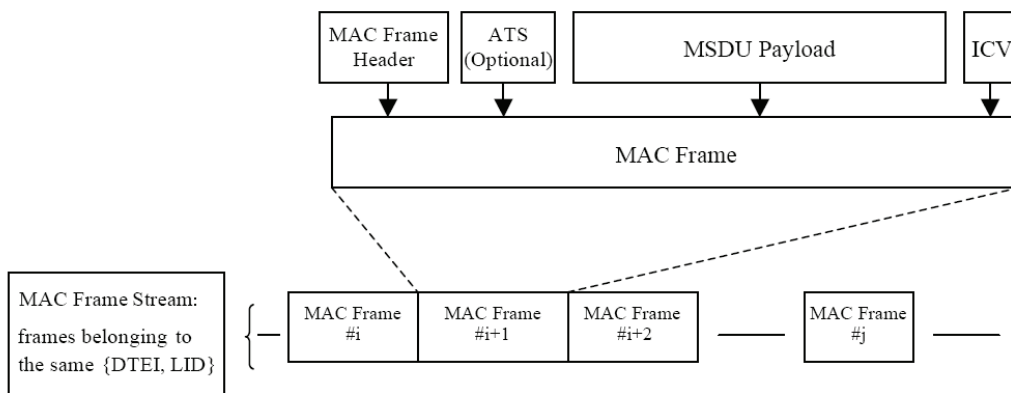 MAC Frame
Header
ATS
(Optional)
MSDU Payload
ICV
MAC Frame
MAC Frame Stream:
frames belonging to
the same {DTEI, LID}
MAC Frame
#i
MAC Frame
#i+1
MAC Frame
#i+2
MAC Frame
#j